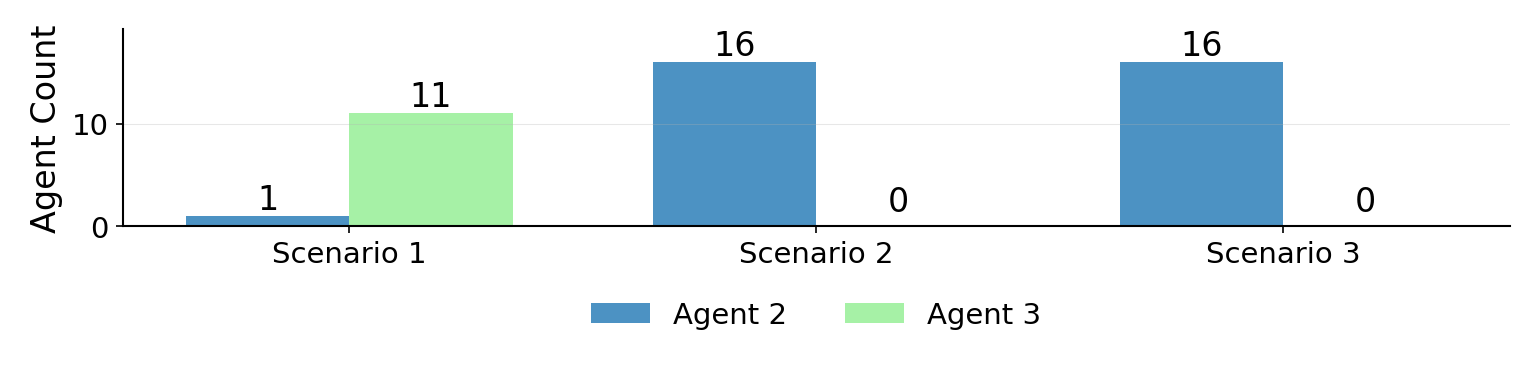 Agent Count
10
0
1
11
16
0
16
0
Scenario 1
Scenario 2
Scenario 3
Agent 2
Agent 3